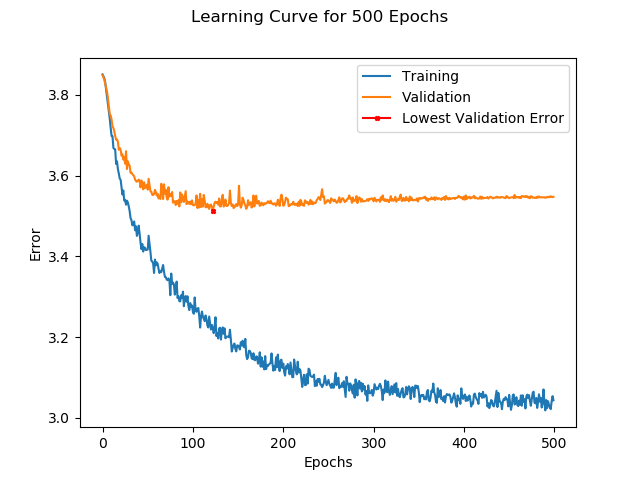 Learning Curve for 500 Epochs
Training
Validation
Lowest Validation Error
Error
3.8
3.6
3.4
3.2
3.0
0 100 200 300 400 500
Epochs